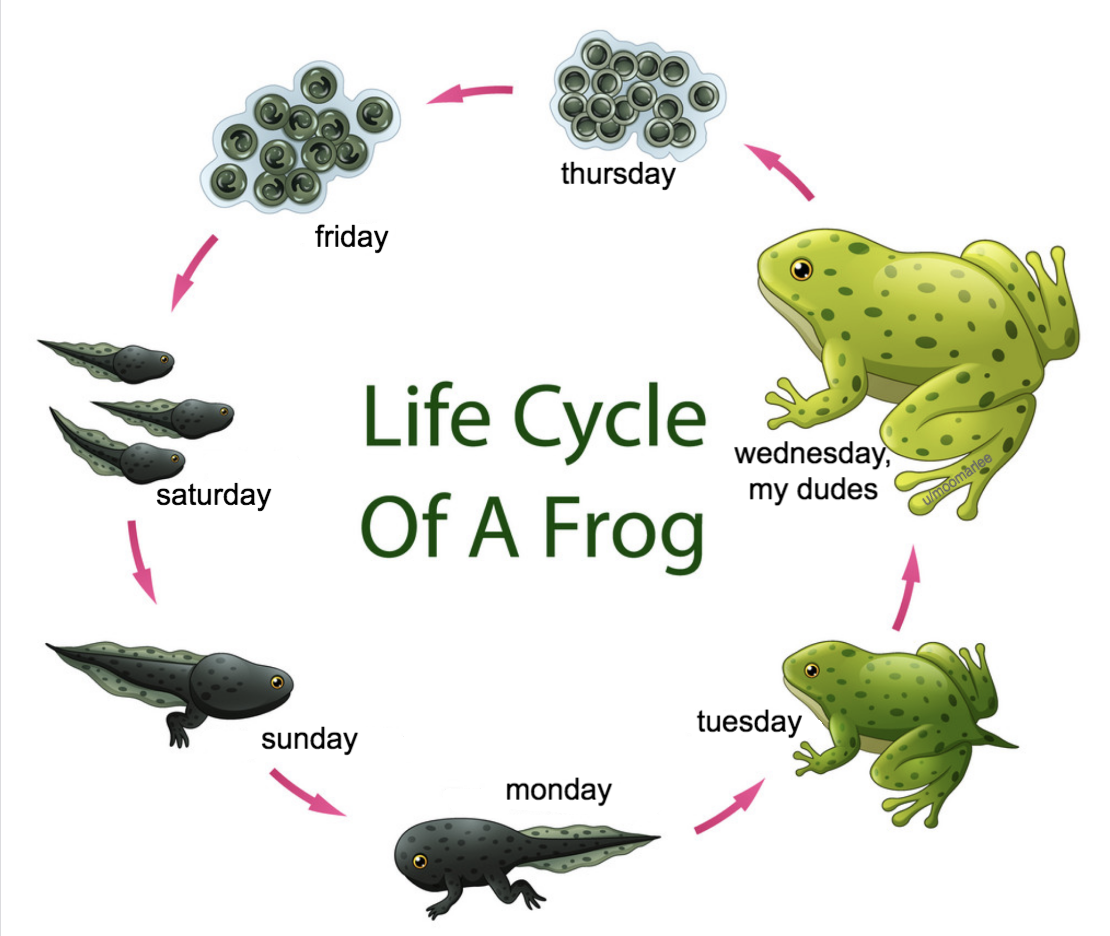 thursday
friday
saturday
Life Cycle
Of A Frog
wednesday,
my dudes
u/moomarlee
sunday
tuesday
monday